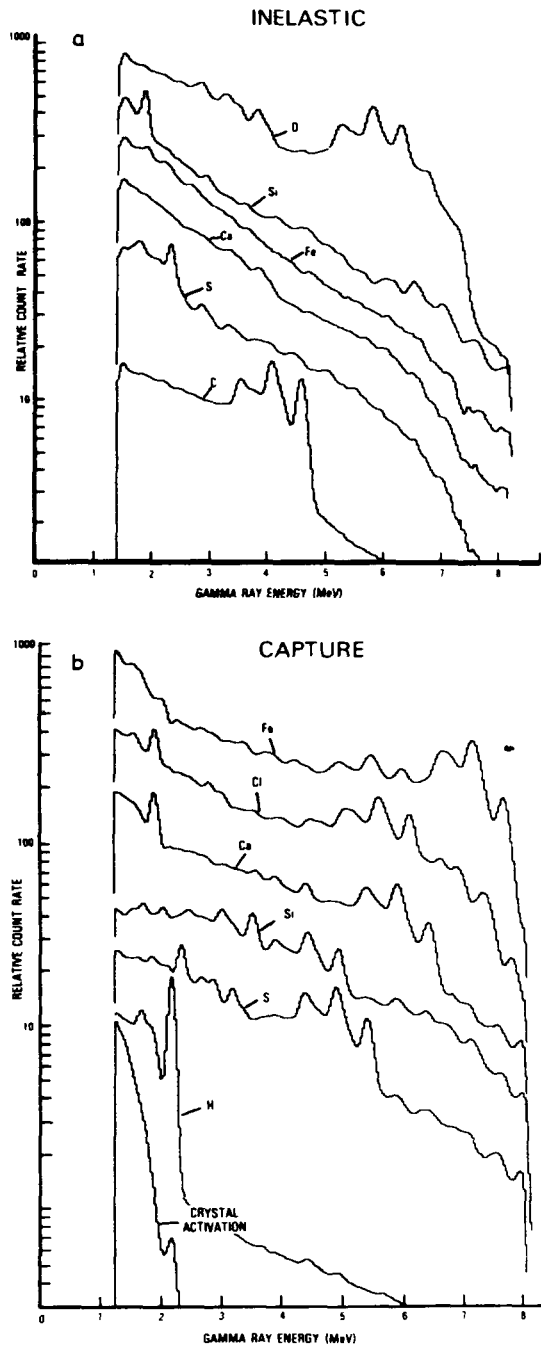 INELASTIC
a
1000
O
Si
Fe
100
Ca
S
10
C
RELATIVE COUNT RATE
0 1 2 3 4 5 6 7 8
GAMMA RAY ENERGY (MeV)
b
CAPTURE
1000
Fe
Cl
100
Ca
Si
S
10
H
CRYSTAL
ACTIVATION
RELATIVE COUNT RATE
0 1 2 3 4 5 6 7 8
GAMMA RAY ENERGY (MeV)